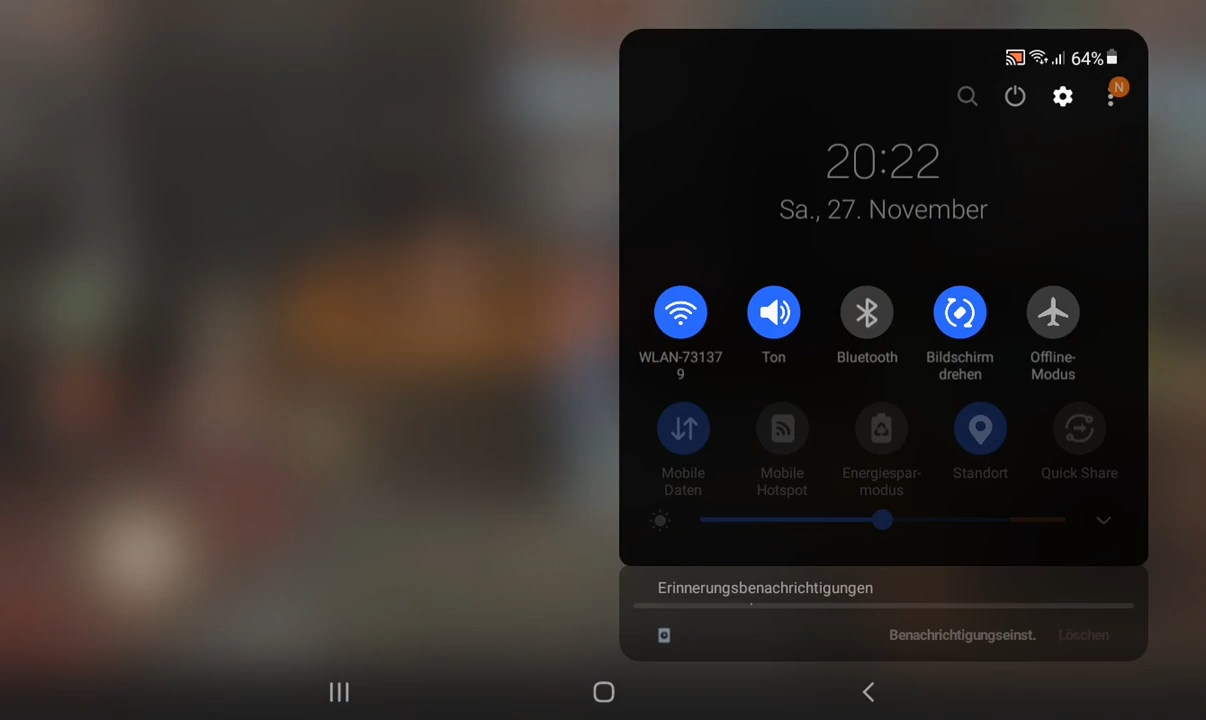 64%
N
20:22
Sa., 27. November
WLAN-73137
9
Ton
Bluetooth
Bildschirm
drehen
Offline-
Modus
Mobile
Daten
Mobile
Hotspot
Energiespar-
modus
Standort
Quick Share
Erinnerungsbenachrichtigungen
Benachrichtigungseinst. Löschen